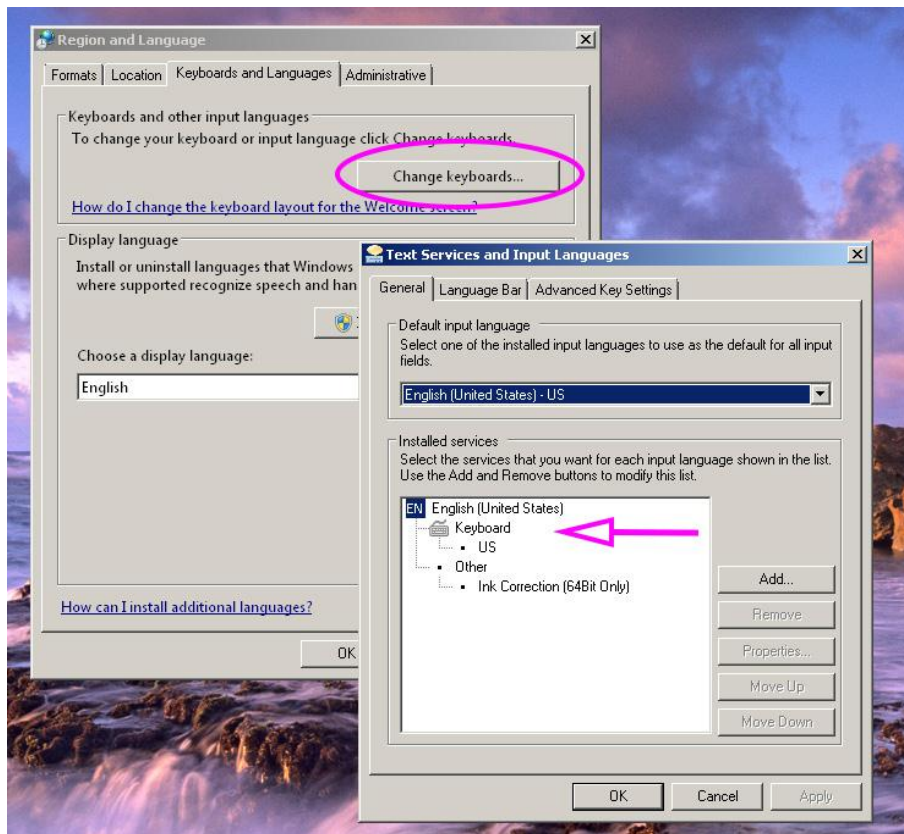 Region and Language
Formats Location Keyboards and Languages Administrative
Keyboards and other input languages
To change your keyboard or input language click Change keyboards.
Change keyboards...
How do I change the keyboard layout for the Welcome screen?
Display language
Install or uninstall languages that Windows
where supported recognize speech and han
Choose a display language:
English
How can I install additional languages?
OK
Text Services and Input Languages
General Language Bar Advanced Key Settings
Default input language
Select one of the installed input languages to use as the default for all input
fields.
English (United States) - US
Installed services
Select the services that you want for each input language shown in the list.
Use the Add and Remove buttons to modify this list.
EN English (United States)
Keyboard
US
Other
Ink Correction (64Bit Only)
Add...
Remove
Properties...
Move Up
Move Down
OK Cancel Apply